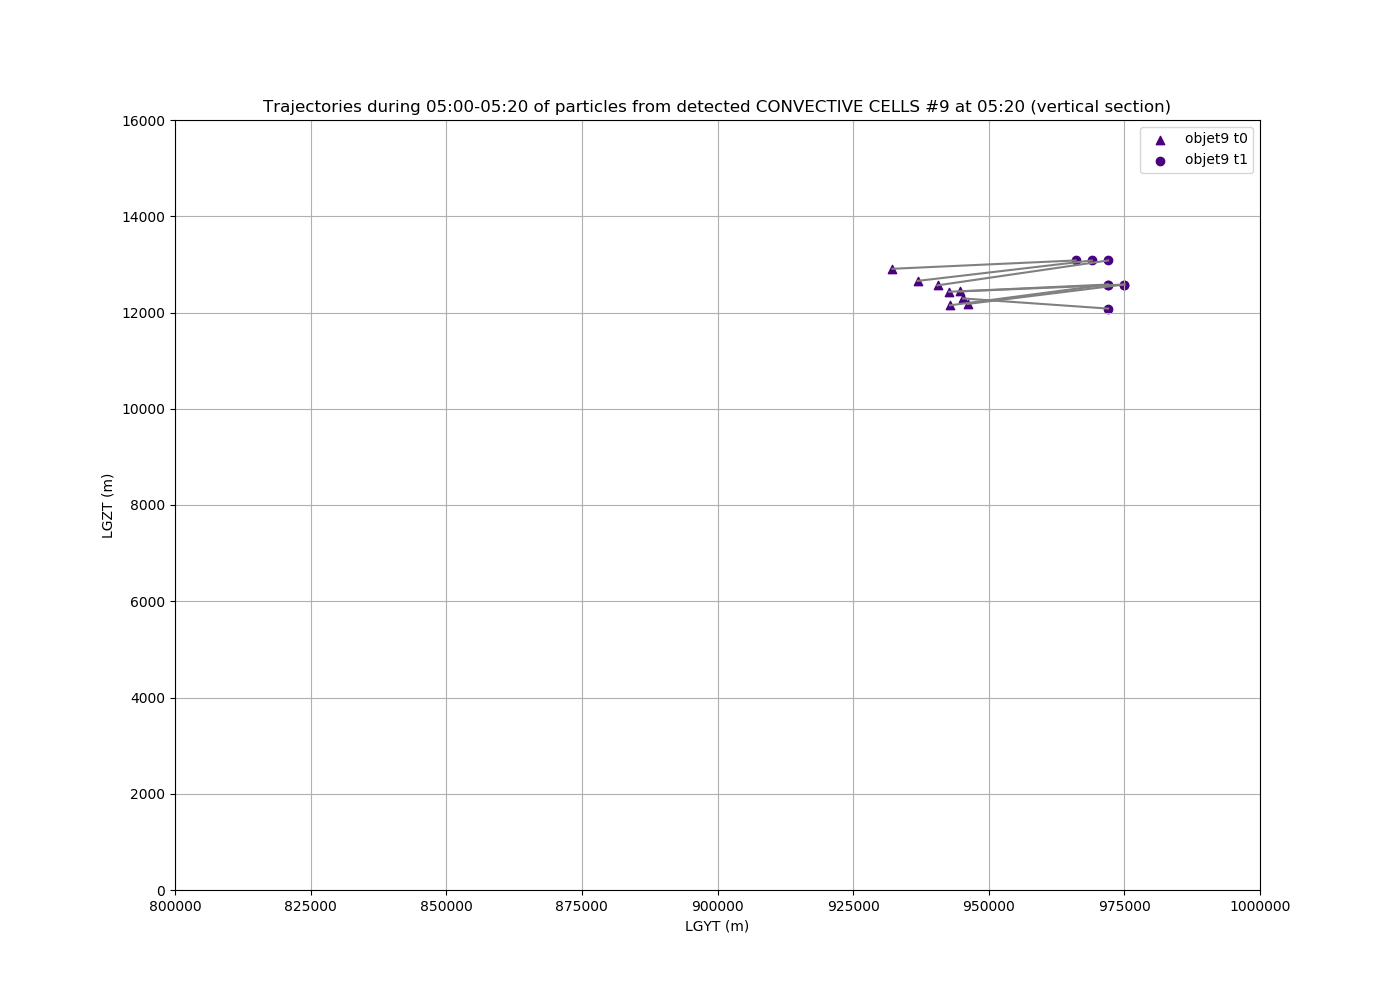 Trajectories during 05:00-05:20 of particles from detected CONVECTIVE CELLS #9 at 05:20 (vertical section)
objet9 t0
objet9 t1
16000
14000
12000
10000
8000
6000
4000
2000
0
LGZT (m)
800000 825000 850000 875000 900000 925000 950000 975000 1000000
LGYT (m)